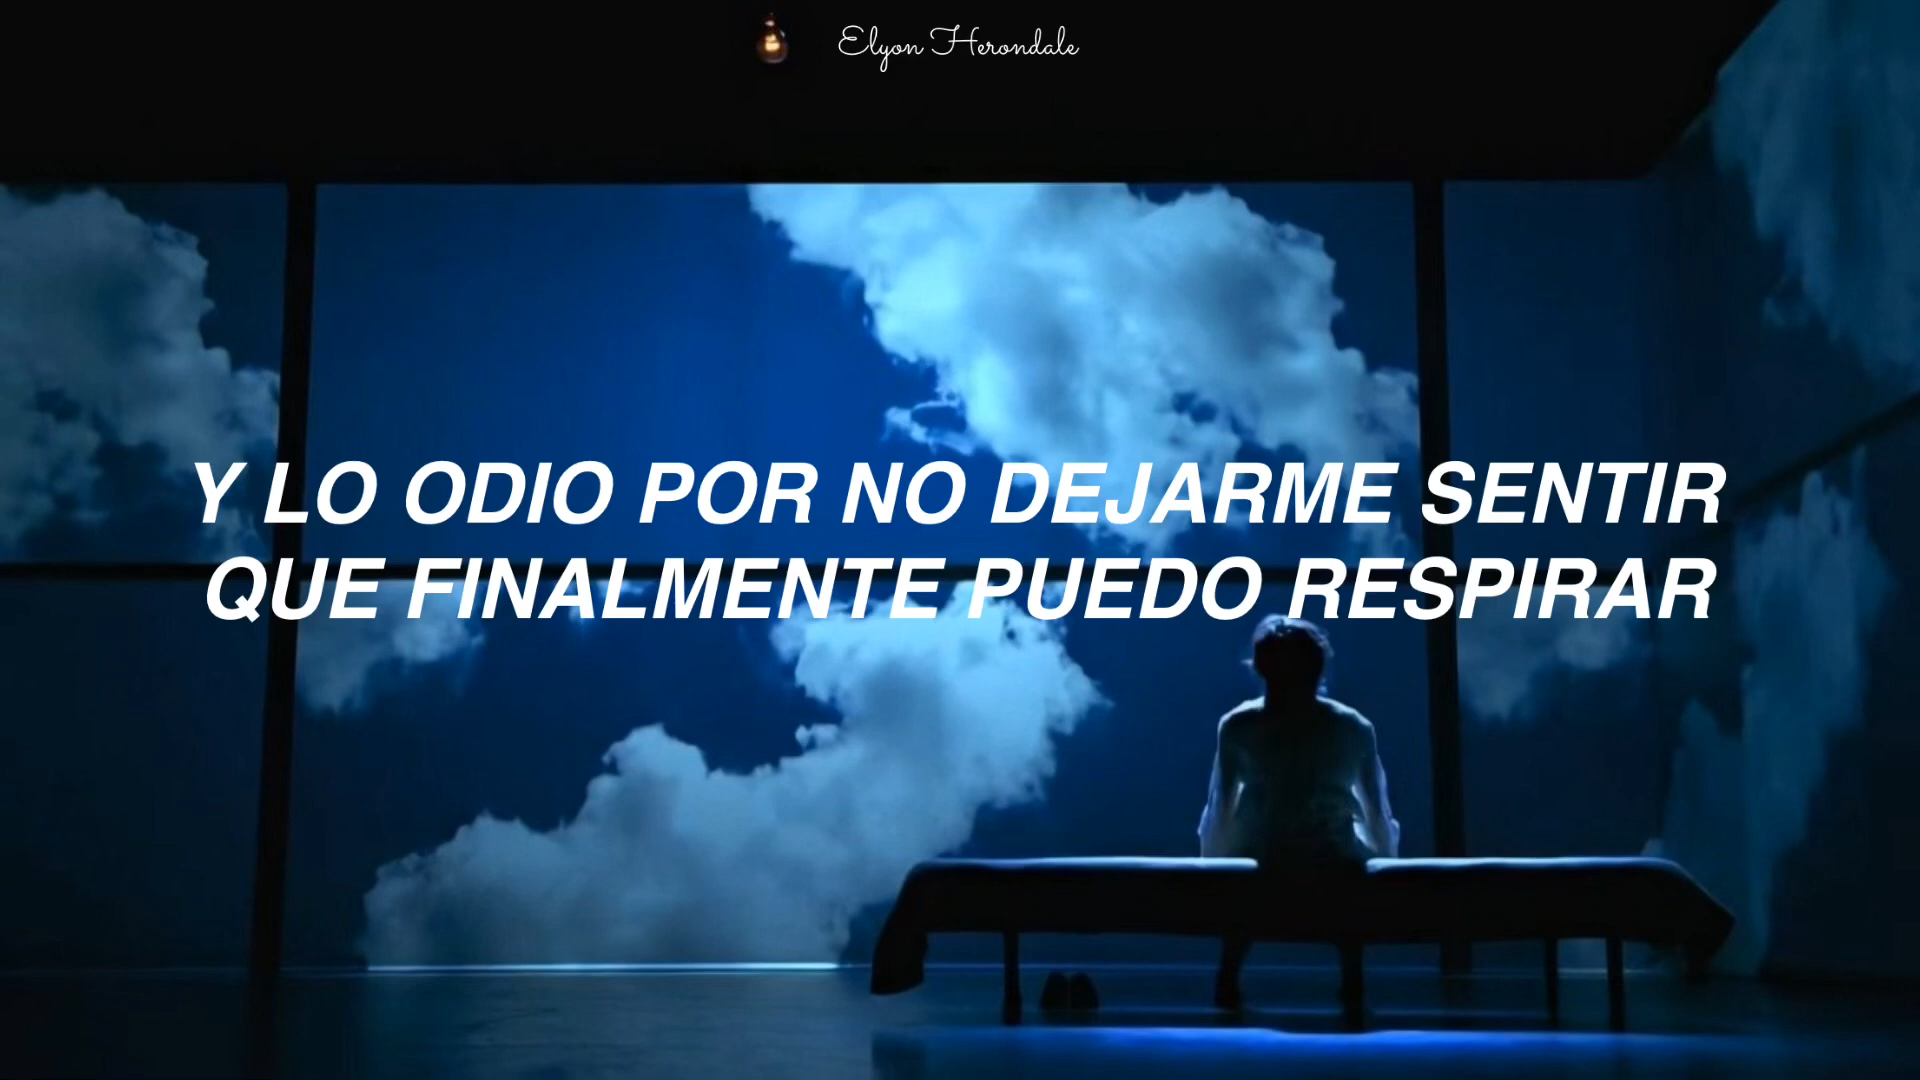 Elyon Herondale
Y LO ODIO POR NO DEJARME SENTIR
QUE FINALMENTE PUEDO RESPIRAR